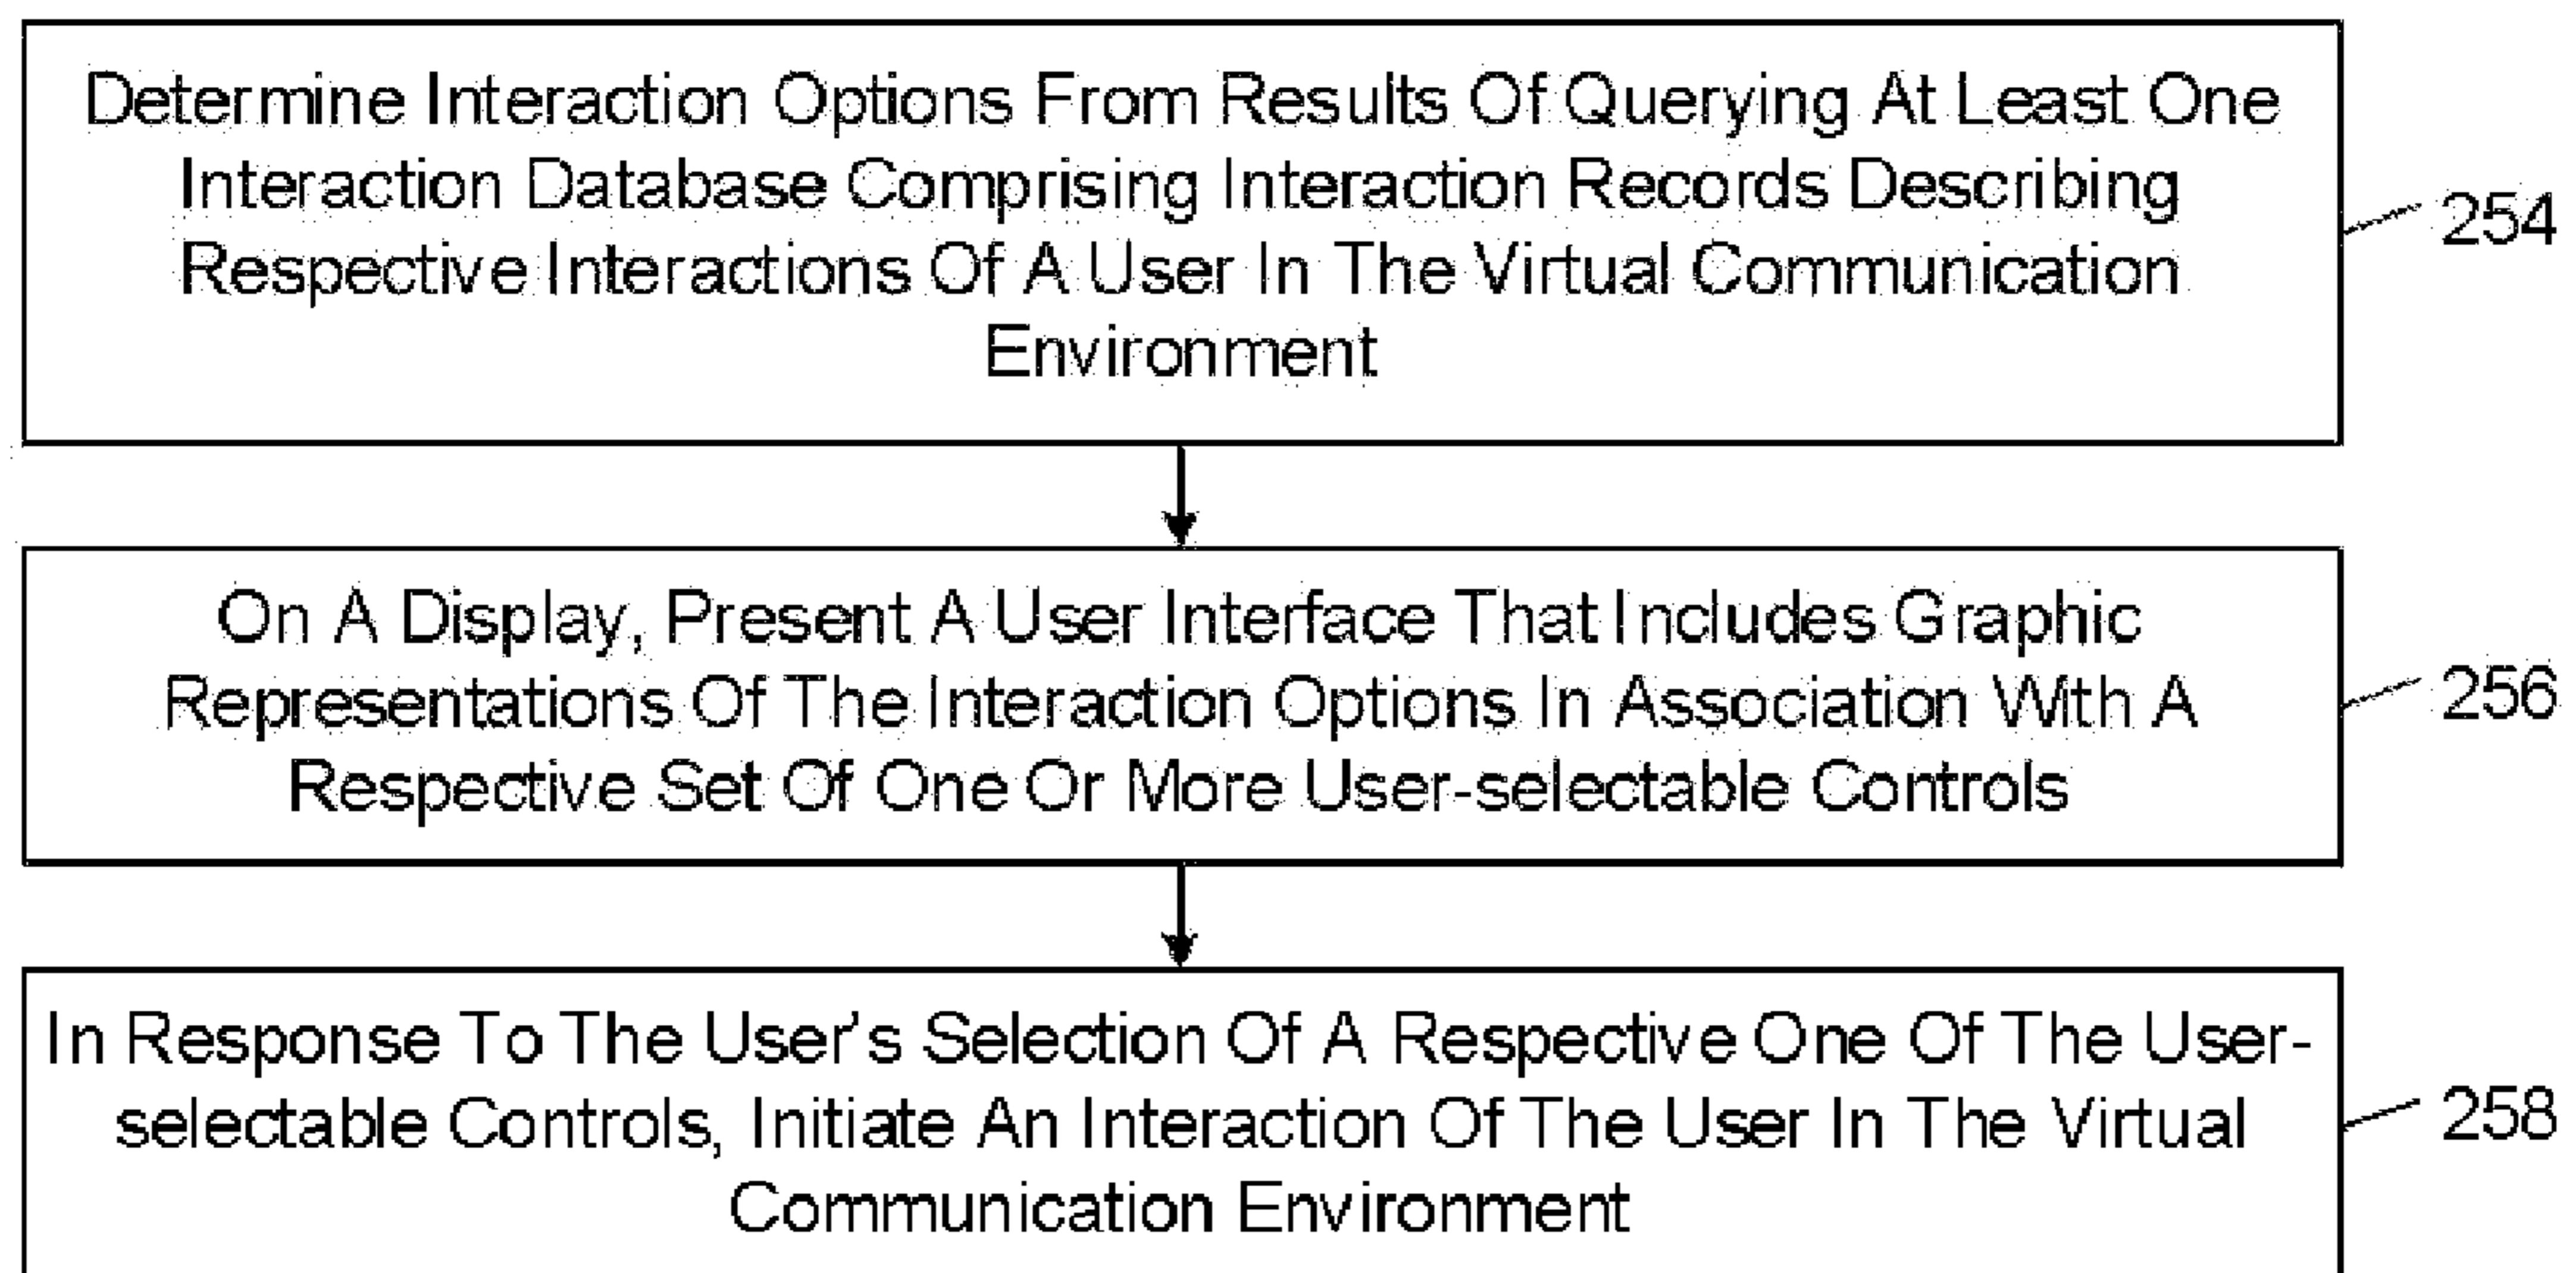 Determine Interaction Options From Results Of Querying At Least One
Interaction Database Comprising Interaction Records Describing
Respective Interactions Of A User In The Virtual Communication
Environment
254
On A Display, Present A User Interface That Includes Graphic
Representations Of The Interaction Options In Association With A
Respective Set Of One Or More User-selectable Controls
256
In Response To The User's Selection Of A Respective One Of The User-
selectable Controls, Initiate An Interaction Of The User In The Virtual
Communication Environment
258